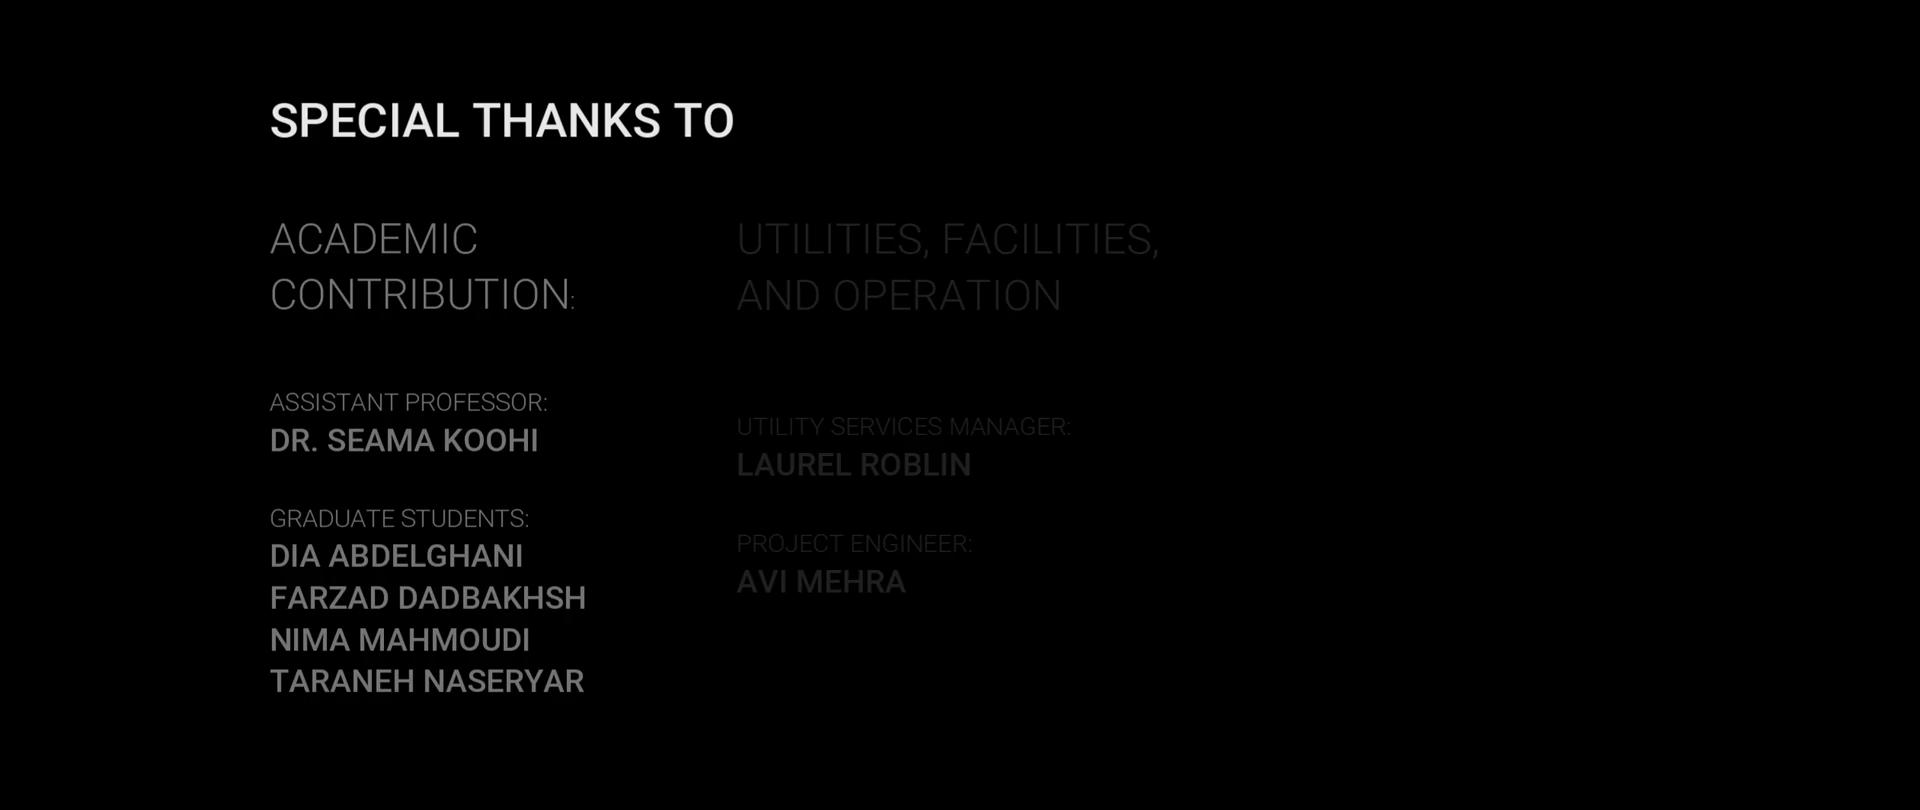 SPECIAL THANKS TO
ACADEMIC
CONTRIBUTION:
ASSISTANT PROFESSOR:
DR. SEAMA KOOHI
GRADUATE STUDENTS:
DIA ABDELGHANI
FARZAD DADBAKHSH
NIMA MAHMOUDI
TARANEH NASERYAR
UTILITIES, FACILITIES,
AND OPERATION
UTILITY SERVICES MANAGER:
LAUREL ROBLIN
PROJECT ENGINEER:
AVI MEHRA